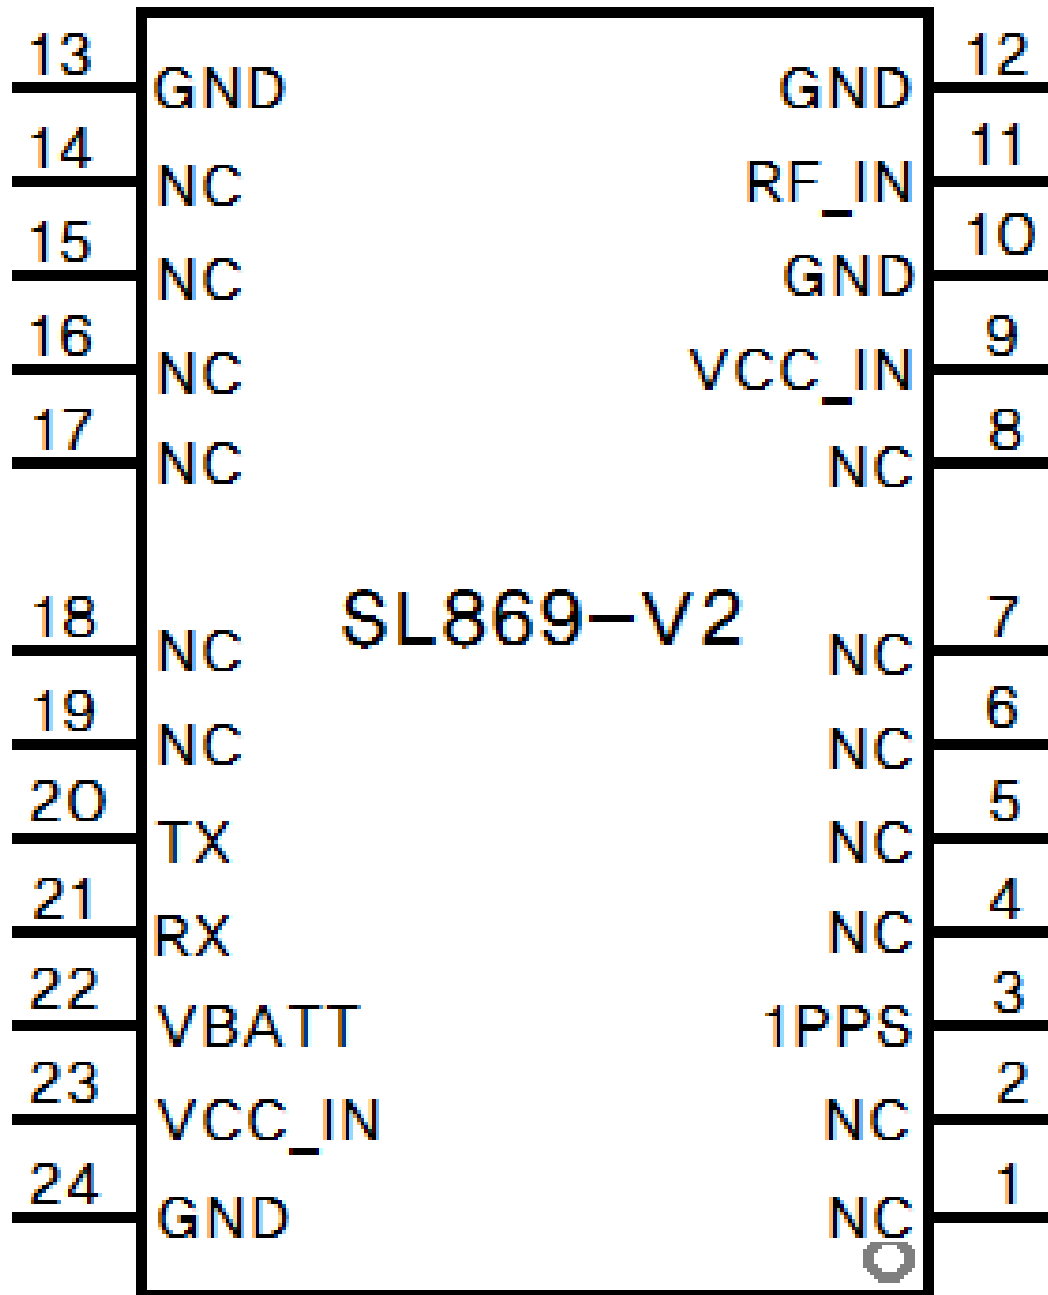 13 GND GND 12
14 NC RF_IN 11
15 NC GND 10
16 NC VCC_IN 9
17 NC NC 8
SL869-V2
18 NC NC 7
19 NC NC 6
20 TX NC 5
21 RX NC 4
22 VBATT 1PPS 3
23 VCC_IN NC 2
24 GND NC 1